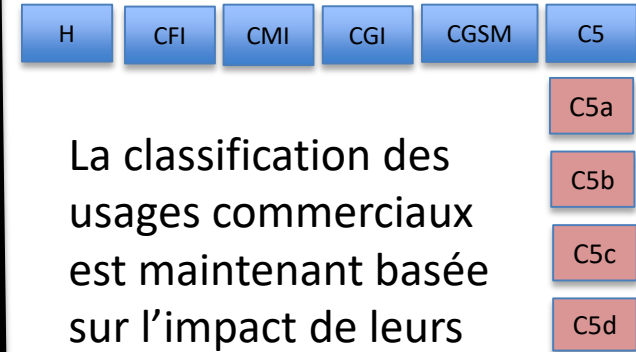 H CFI CMI CGI CGSM C5
C5a
C5b
C5c
C5d
La classification des
usages commerciaux
est maintenant basée
sur l’impact de leurs